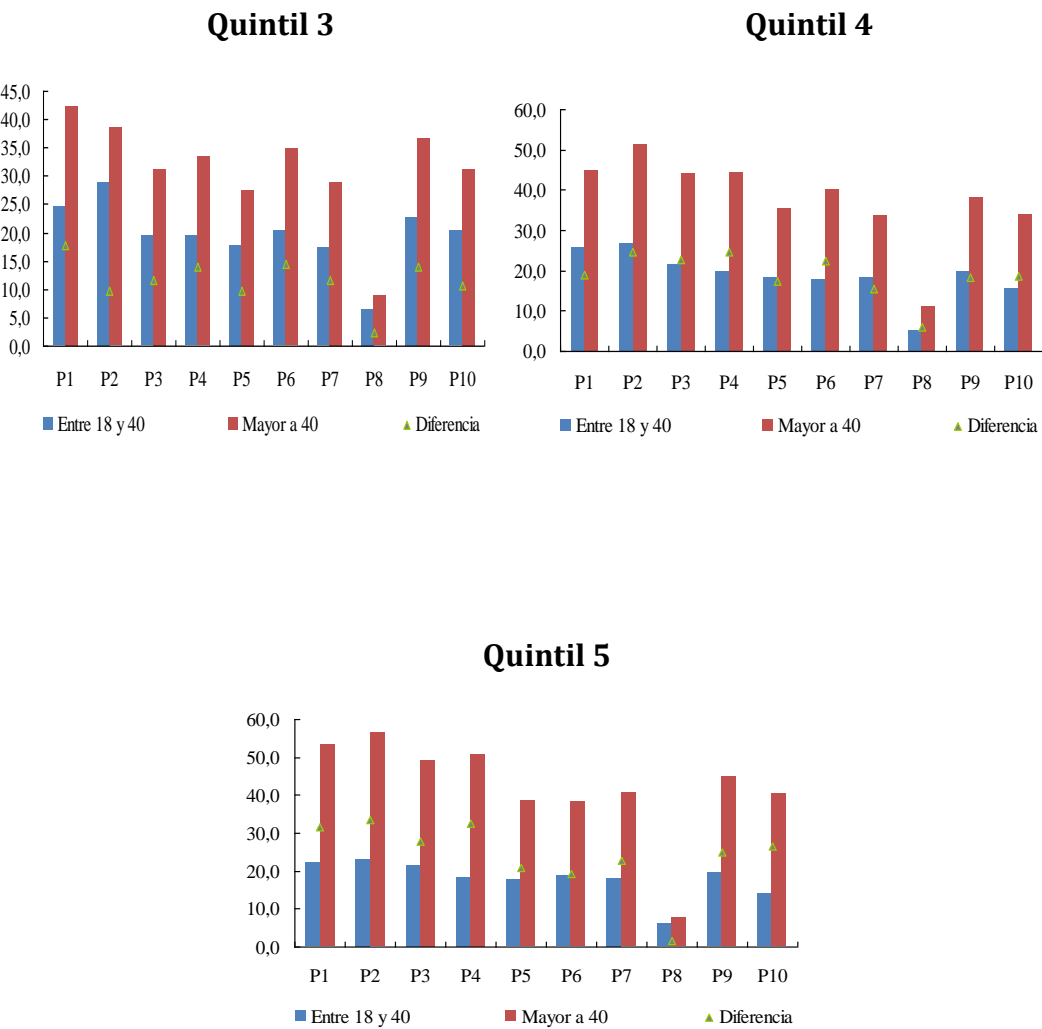 Quintil 3
45,0
40,0
35,0
30,0
25,0
20,0
15,0
10,0
5,0
0,0
P1 P2 P3 P4 P5 P6 P7 P8 P9 P10
Entre 18 y 40 Mayor a 40 Diferencia
Quintil 4
60,0
50,0
40,0
30,0
20,0
10,0
0,0
P1 P2 P3 P4 P5 P6 P7 P8 P9 P10
Entre 18 y 40 Mayor a 40 Diferencia
Quintil 5
60,0
50,0
40,0
30,0
20,0
10,0
0,0
P1 P2 P3 P4 P5 P6 P7 P8 P9 P10
Entre 18 y 40 Mayor a 40 Diferencia